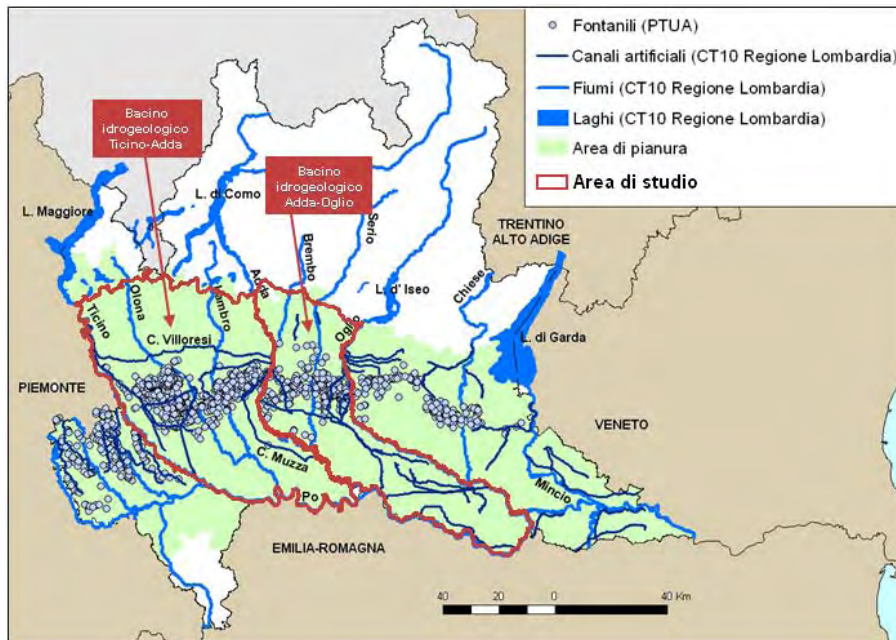 Fontanili (PTUA)
Canali artificiali (CT10 Regione Lombardia)
Fiumi (CT10 Regione Lombardia)
Laghi (CT10 Regione Lombardia)
Area di pianura
Area di studio
Bacino
idrogeologico
Ticino-Adda
Bacino
idrogeologico
Adda-Oglio
L. Maggiore
L. di Como
Serio
Brembo
TRENTINO
ALTO ADIGE
L. d' Iseo
Chiese
Adda
Olona
Lambro
Oglio
Ticino
C. Villoresi
L. di Garda
PIEMONTE
VENETO
C. Muzza
Mincio
Po
EMILIA-ROMAGNA
40 20 0 40 Km